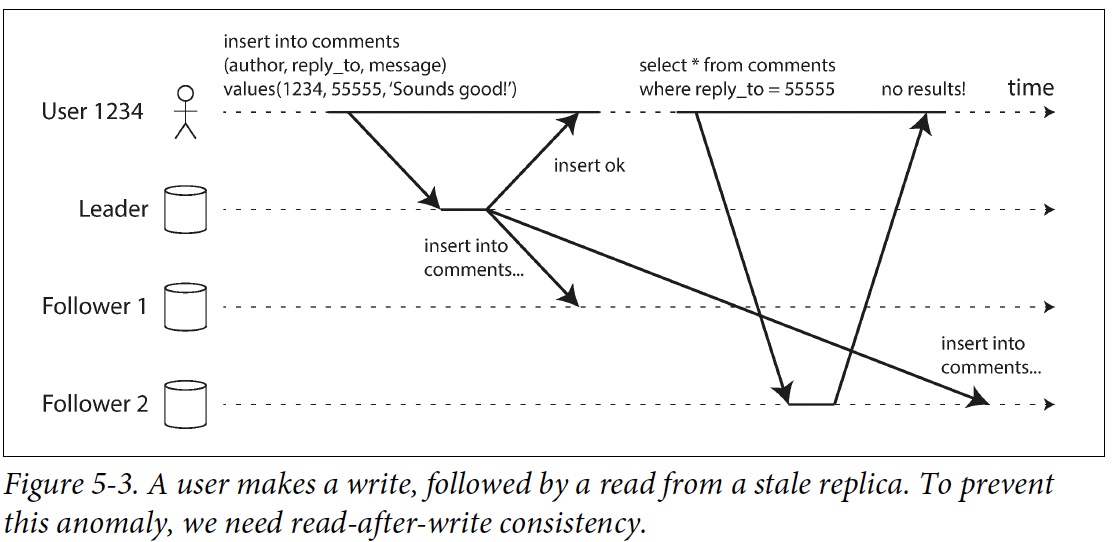 insert into comments
(author, reply_to, message)
values(1234, 55555, ‘Sounds good!’)
select * from comments
where reply_to = 55555
no results!
time
User 1234
insert ok
Leader
insert into
comments...
Follower 1
insert into
comments...
Follower 2
Figure 5-3. A user makes a write, followed by a read from a stale replica. To prevent
this anomaly, we need read-after-write consistency.